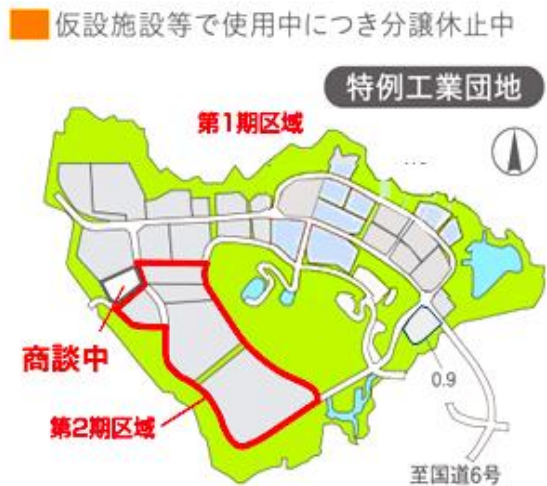 仮設施設等で使用中につき分譲休止中
特例工業団地
第1期区域
商談中
0.9
第2期区域
至国道6号